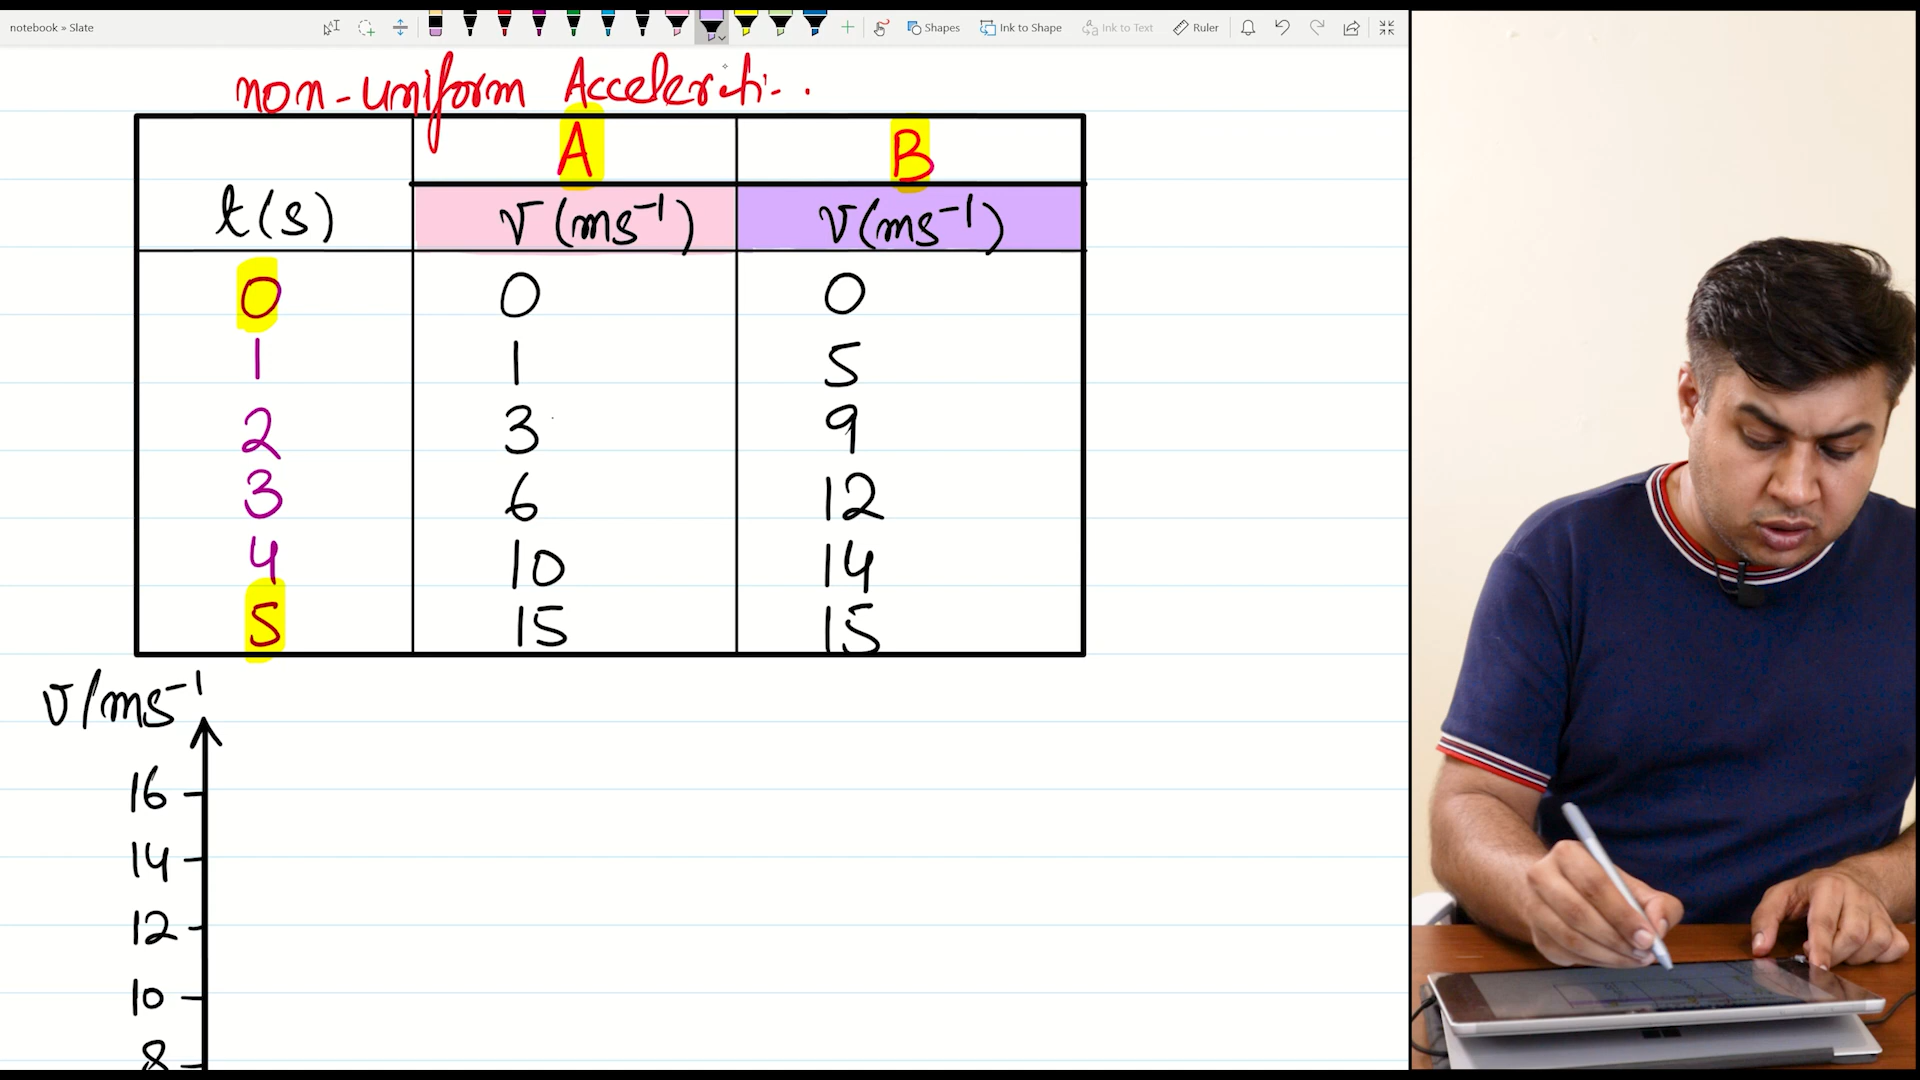 notebook » Slate
Shapes Ink to Shape Ink to Text Ruler
non-uniform Accelerati..
A B
t(s) v(ms⁻¹) v(ms⁻¹)
0 0 0
1 1 5
2 3 9
3 6 12
4 10 14
5 15 15
v/ms⁻¹
16
14
12
10
8